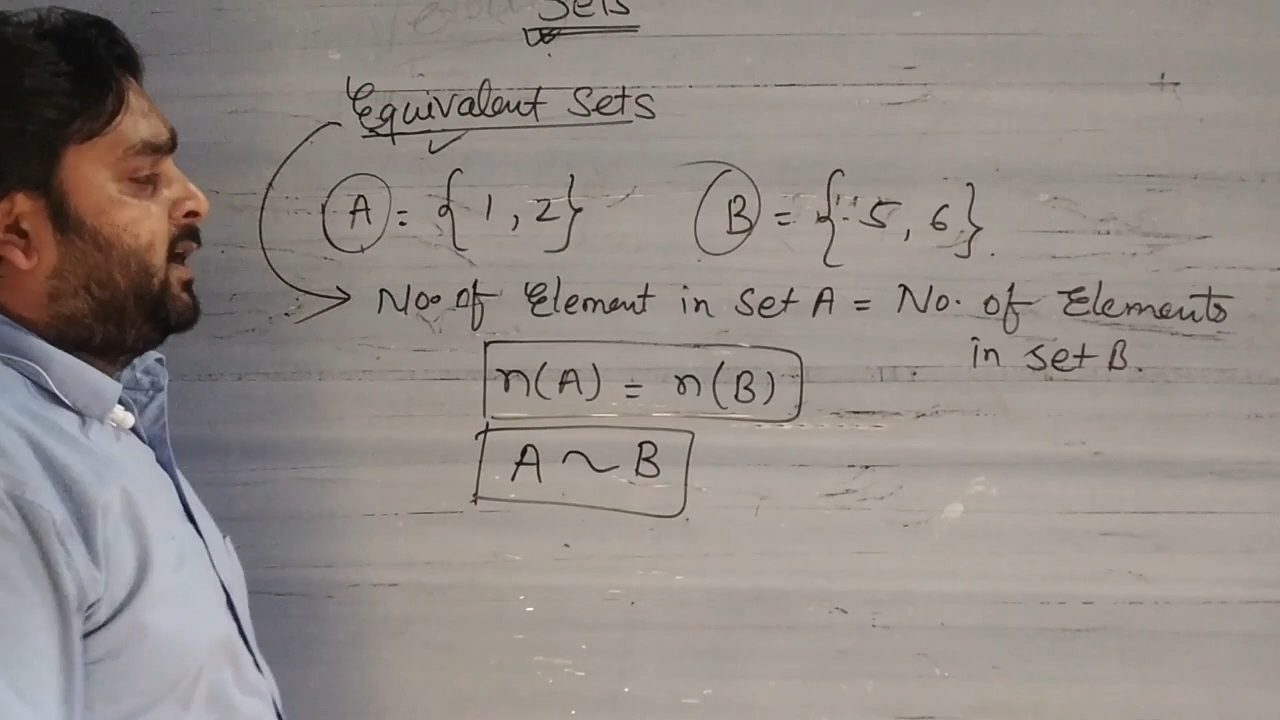 Sets
Equivalent Sets
A = { 1 , 2 } B = { 5 , 6 }.
No. of Element in Set A = No. of Elements
in set B.
n(A) = n(B)
A ~ B